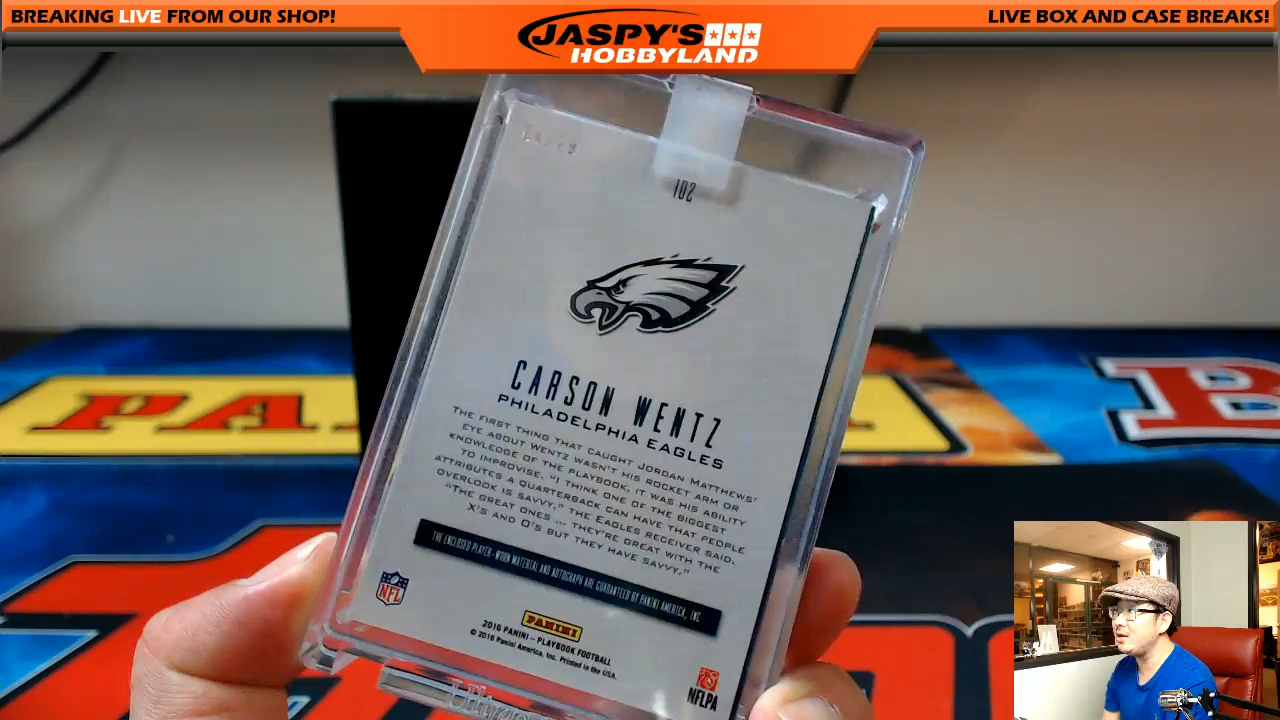 BREAKING LIVE FROM OUR SHOP!
JASPY'S
HOBBYLAND
LIVE BOX AND CASE BREAKS!
102
CARSON WENTZ
PHILADELPHIA EAGLES
THE FIRST THING THAT CAUGHT JORDAN MATTHEWS'
EYE ABOUT WENTZ WASN'T HIS ROCKET ARM OR
KNOWLEDGE OF THE PLAYBOOK, IT WAS HIS ABILITY
TO IMPROVISE. "I THINK ONE OF THE BIGGEST
ATTRIBUTES A QUARTERBACK CAN HAVE THAT PEOPLE
OVERLOOK IS SAVVY," THE EAGLES RECEIVER SAID.
"THE GREAT ONES ... THEY'RE GREAT WITH THE
X'S AND O'S BUT THEY HAVE SAVVY."
THE ENCLOSED PLAYER-WORN MATERIAL AND AUTOGRAPH ARE GUARANTEED BY PANINI AMERICA, INC
NFL
PANINI
2016 PANINI – PLAYBOOK FOOTBALL
© 2016 Panini America, Inc. Printed in the USA.
NFLPA
PA
B